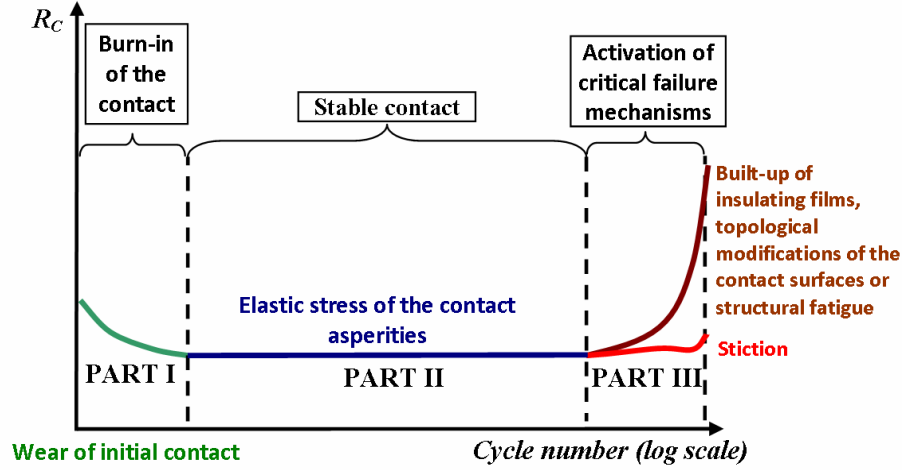 R_C
Burn-in
of the
contact
Stable contact
Activation of
critical failure
mechanisms
Built-up of
insulating films,
topological
modifications of the
contact surfaces or
structural fatigue
Elastic stress of the contact
asperities
Stiction
PART I
PART II
PART III
Wear of initial contact
Cycle number (log scale)